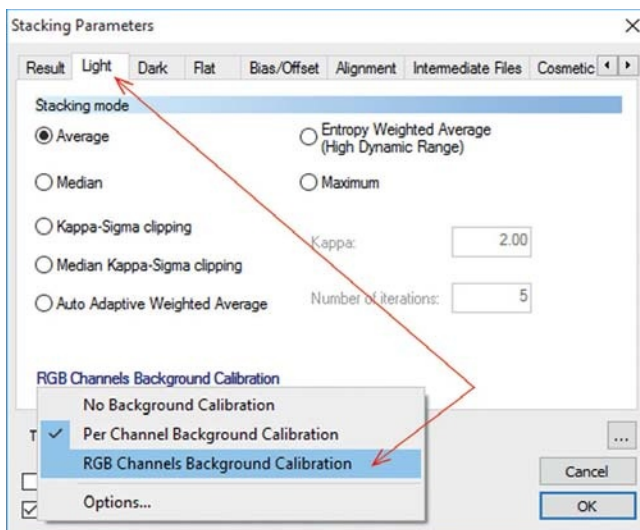 Stacking Parameters
Result Light Dark Flat Bias/Offset Alignment Intermediate Files Cosmetic
Stacking mode
Average
Entropy Weighted Average
(High Dynamic Range)
Median
Maximum
Kappa-Sigma clipping
Kappa: 2.00
Median Kappa-Sigma clipping
Number of iterations: 5
Auto Adaptive Weighted Average
RGB Channels Background Calibration
No Background Calibration
T
Per Channel Background Calibration
...
RGB Channels Background Calibration
Cancel
Options...
OK